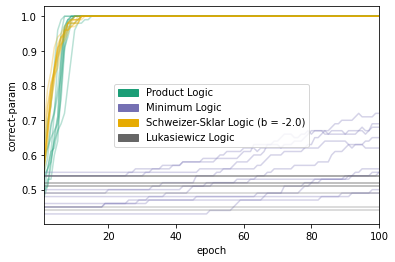 1.0
0.9
0.8
0.7
0.6
0.5
correct-param
Product Logic
Minimum Logic
Schweizer-Sklar Logic (b = -2.0)
Lukasiewicz Logic
20 40 60 80 100
epoch